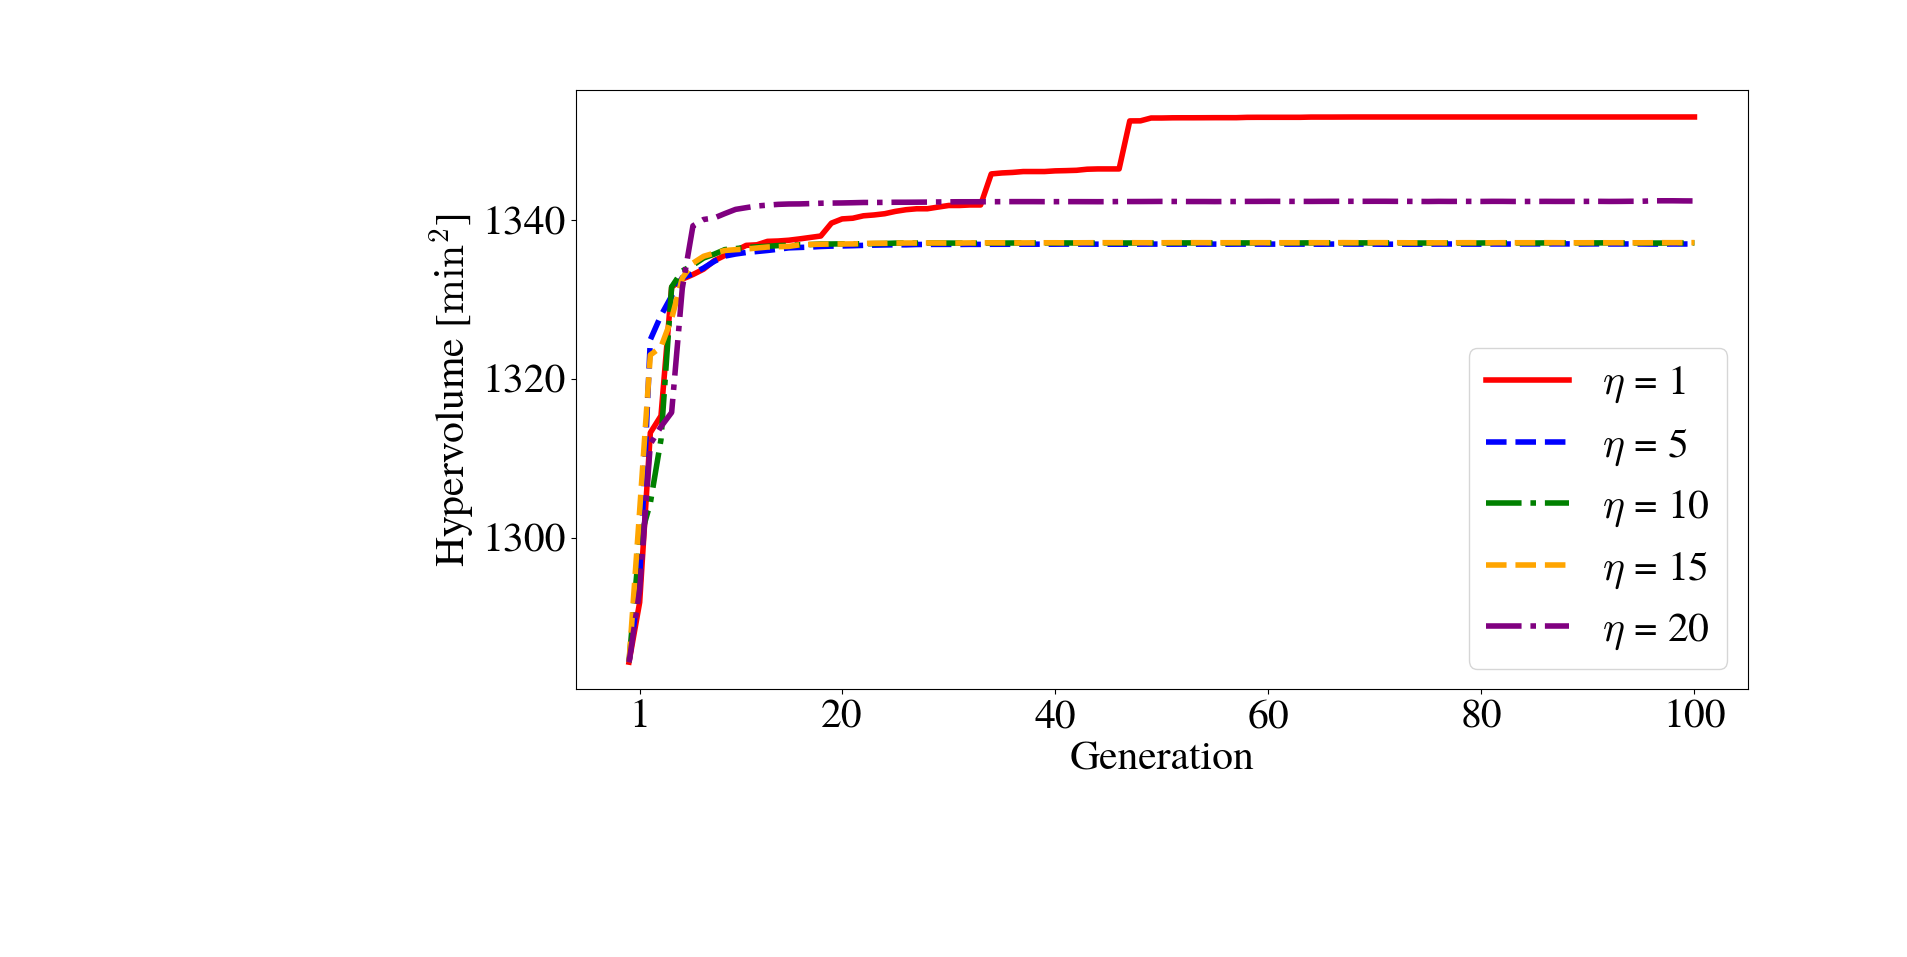 Hypervolume [min²]
1340
1320
1300
1
20
40
60
80
100
Generation
η = 1
η = 5
η = 10
η = 15
η = 20